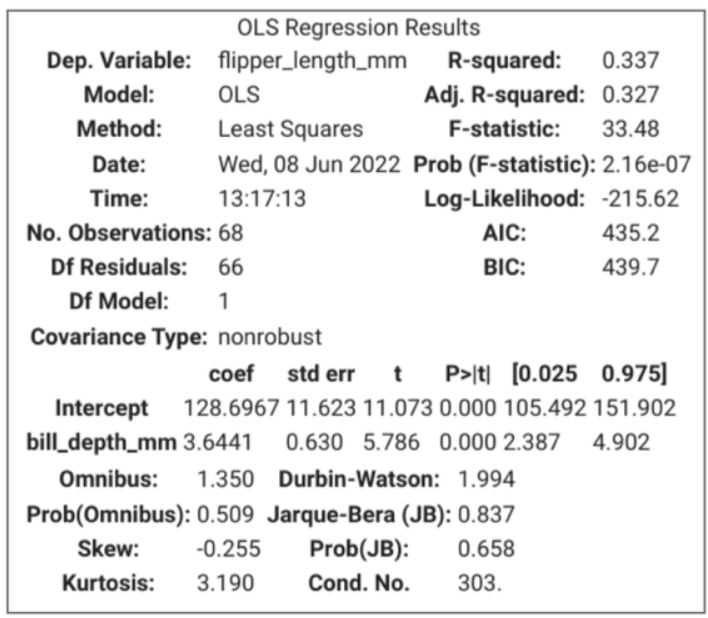 OLS Regression Results
Dep. Variable: flipper_length_mm R-squared: 0.337
Model: OLS Adj. R-squared: 0.327
Method: Least Squares F-statistic: 33.48
Date: Wed, 08 Jun 2022 Prob (F-statistic): 2.16e-07
Time: 13:17:13 Log-Likelihood: -215.62
No. Observations: 68 AIC: 435.2
Df Residuals: 66 BIC: 439.7
Df Model: 1
Covariance Type: nonrobust
coef std err t P>|t| [0.025 0.975]
Intercept 128.6967 11.623 11.073 0.000 105.492 151.902
bill_depth_mm 3.6441 0.630 5.786 0.000 2.387 4.902
Omnibus: 1.350 Durbin-Watson: 1.994
Prob(Omnibus): 0.509 Jarque-Bera (JB): 0.837
Skew: -0.255 Prob(JB): 0.658
Kurtosis: 3.190 Cond. No. 303.